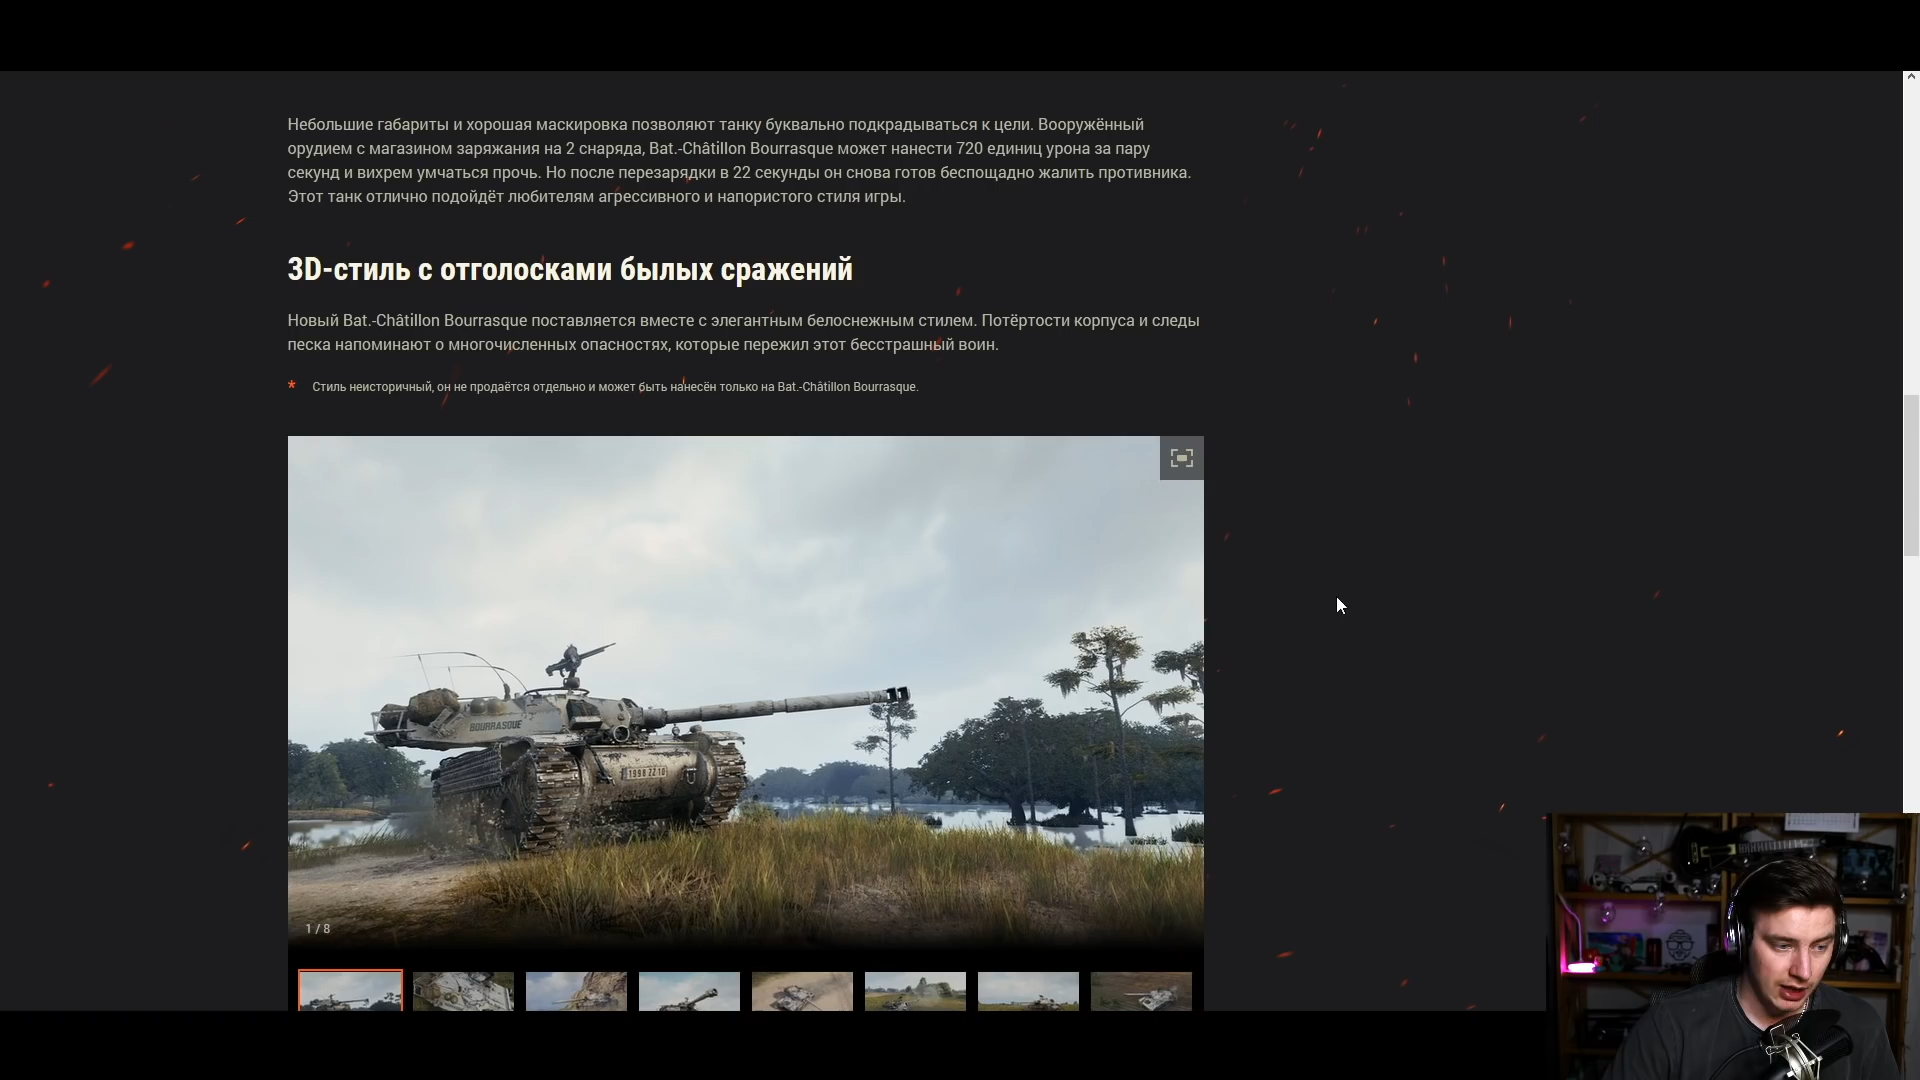 Небольшие габариты и хорошая маскировка позволяют танку буквально подкрадываться к цели. Вооружённый
орудием с магазином заряжания на 2 снаряда, Bat.-Châtillon Bourrasque может нанести 720 единиц урона за пару
секунд и вихрем умчаться прочь. Но после перезарядки в 22 секунды он снова готов беспощадно жалить противника.
Этот танк отлично подойдёт любителям агрессивного и напористого стиля игры.
3D-стиль с отголосками былых сражений
Новый Bat.-Châtillon Bourrasque поставляется вместе с элегантным белоснежным стилем. Потёртости корпуса и следы
песка напоминают о многочисленных опасностях, которые пережил этот бесстрашный воин.
* Стиль неисторичный, он не продаётся отдельно и может быть нанесён только на Bat.-Châtillon Bourrasque.
BOURRASQUE
1998 ZZ 10
1 / 8